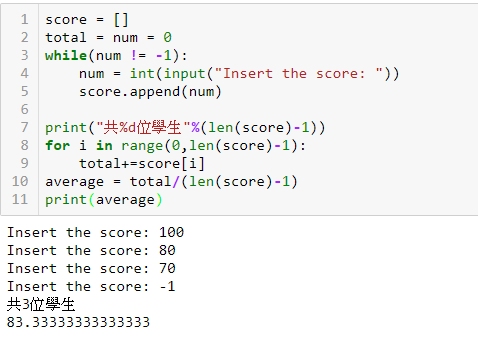 1 score = []
2 total = num = 0
3 while(num != -1):
4     num = int(input("Insert the score: "))
5     score.append(num)
6
7 print("共%d位學生"%(len(score)-1))
8 for i in range(0,len(score)-1):
9     total+=score[i]
10 average = total/(len(score)-1)
11 print(average)
Insert the score: 100
Insert the score: 80
Insert the score: 70
Insert the score: -1
共3位學生
83.33333333333333